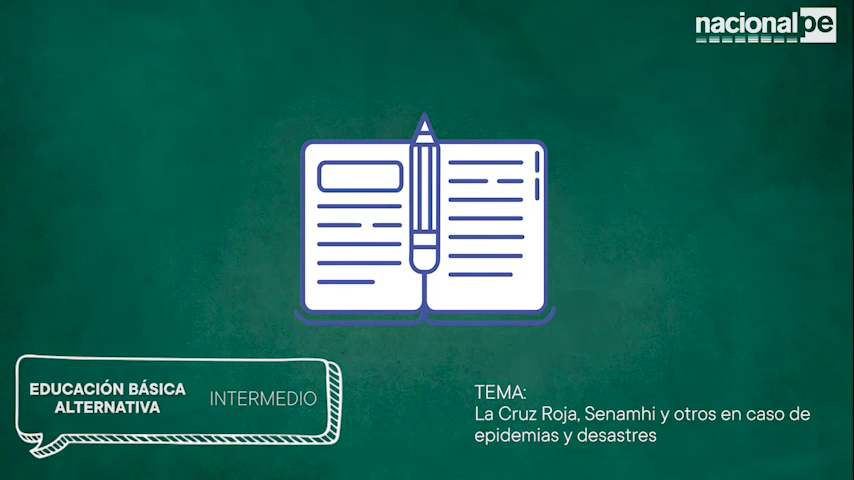 nacionalpe
EDUCACIÓN BÁSICA
ALTERNATIVA
INTERMEDIO
TEMA:
La Cruz Roja, Senamhi y otros en caso de
epidemias y desastres